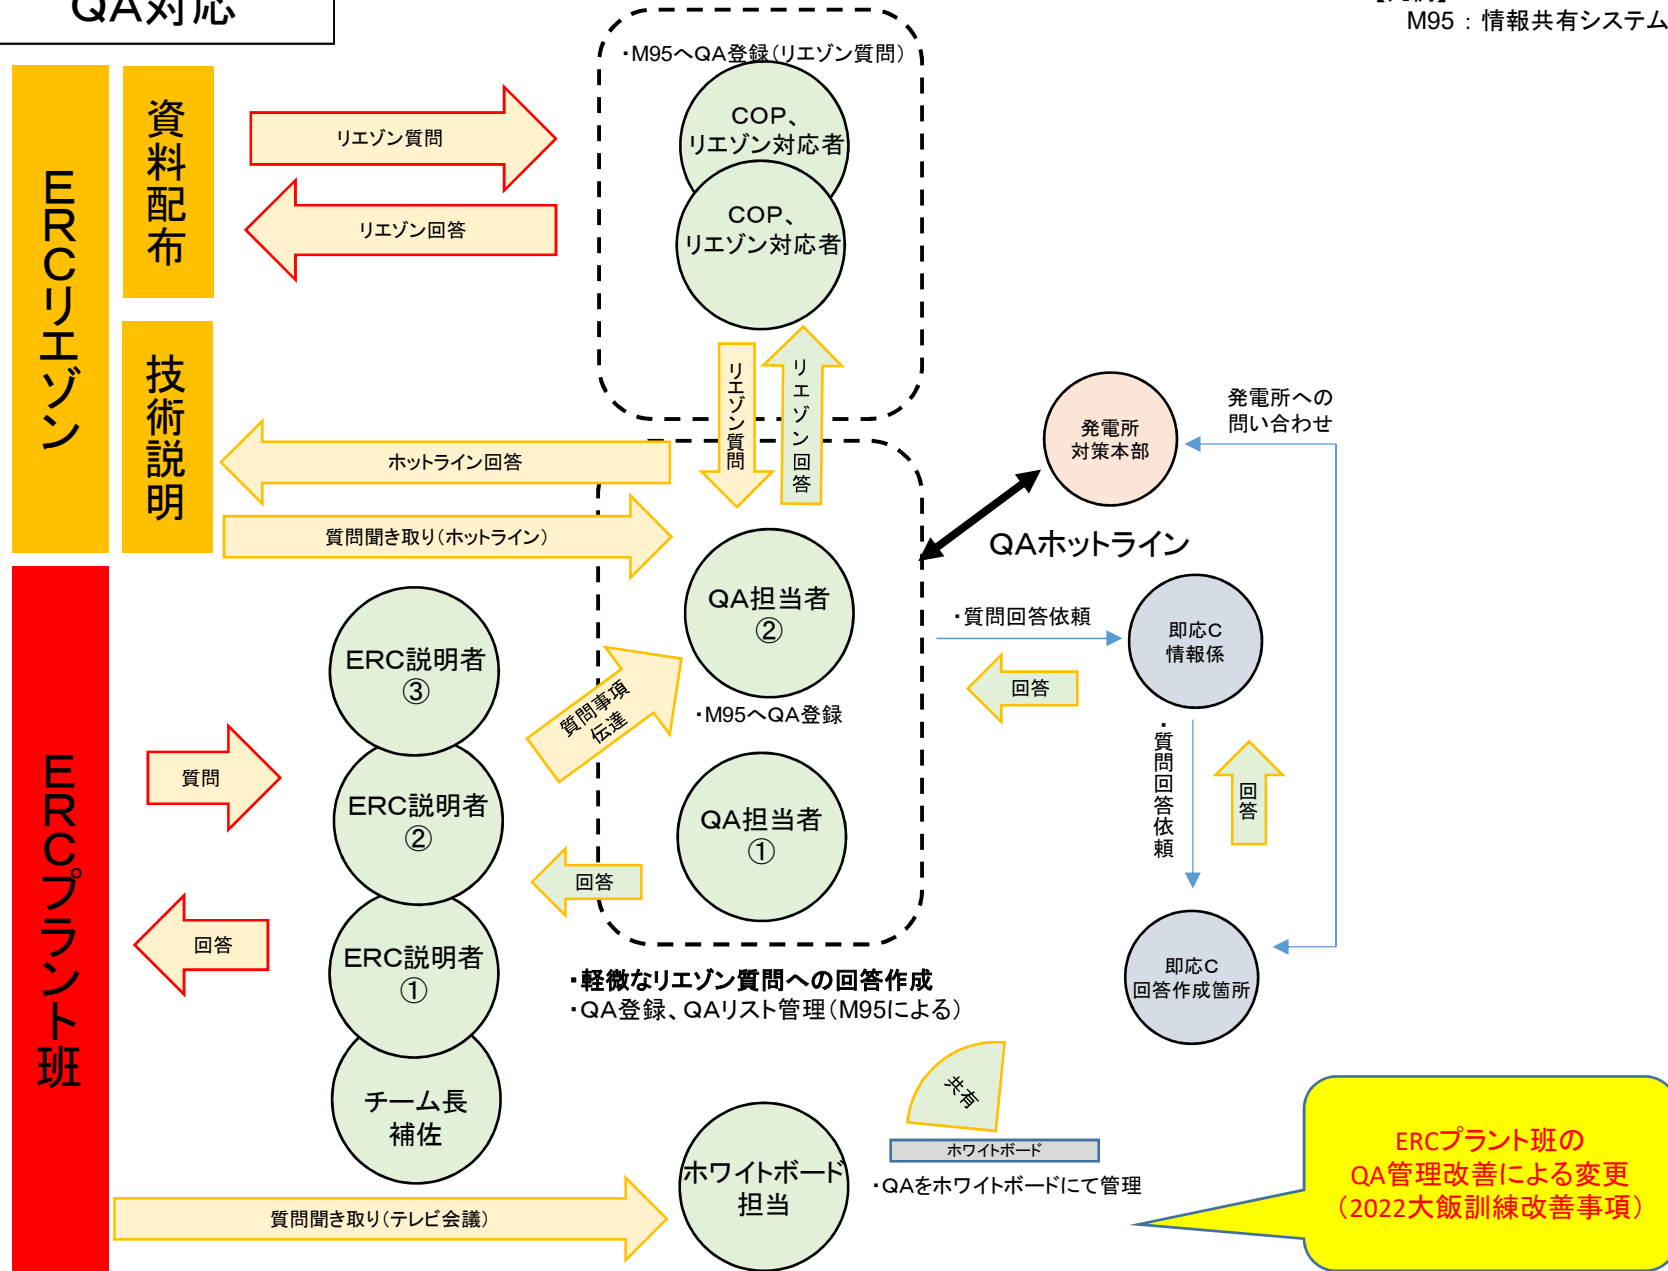 QA対応
M95：情報共有システム
ERCリエゾン
資料配布
技術説明
ERCプラント班
リエゾン質問
リエゾン回答
・M95へQA登録（リエゾン質問）
COP、
リエゾン対応者
COP、
リエゾン対応者
リエゾン質問
リエゾン回答
ホットライン回答
質問聞き取り（ホットライン）
発電所
対策本部
発電所への
問い合わせ
QAホットライン
QA担当者
②
・M95へQA登録
QA担当者
①
・質問回答依頼
回答
即応C
情報係
・質問回答依頼
回答
即応C
回答作成箇所
ERC説明者
③
ERC説明者
②
ERC説明者
①
チーム長
補佐
質問事項
伝達
質問
回答
回答
・軽微なリエゾン質問への回答作成
・QA登録、QAリスト管理（M95による）
共有
ホワイトボード
・QAをホワイトボードにて管理
ホワイトボード
担当
質問聞き取り（テレビ会議）
ERCプラント班の
QA管理改善による変更
（2022大飯訓練改善事項）